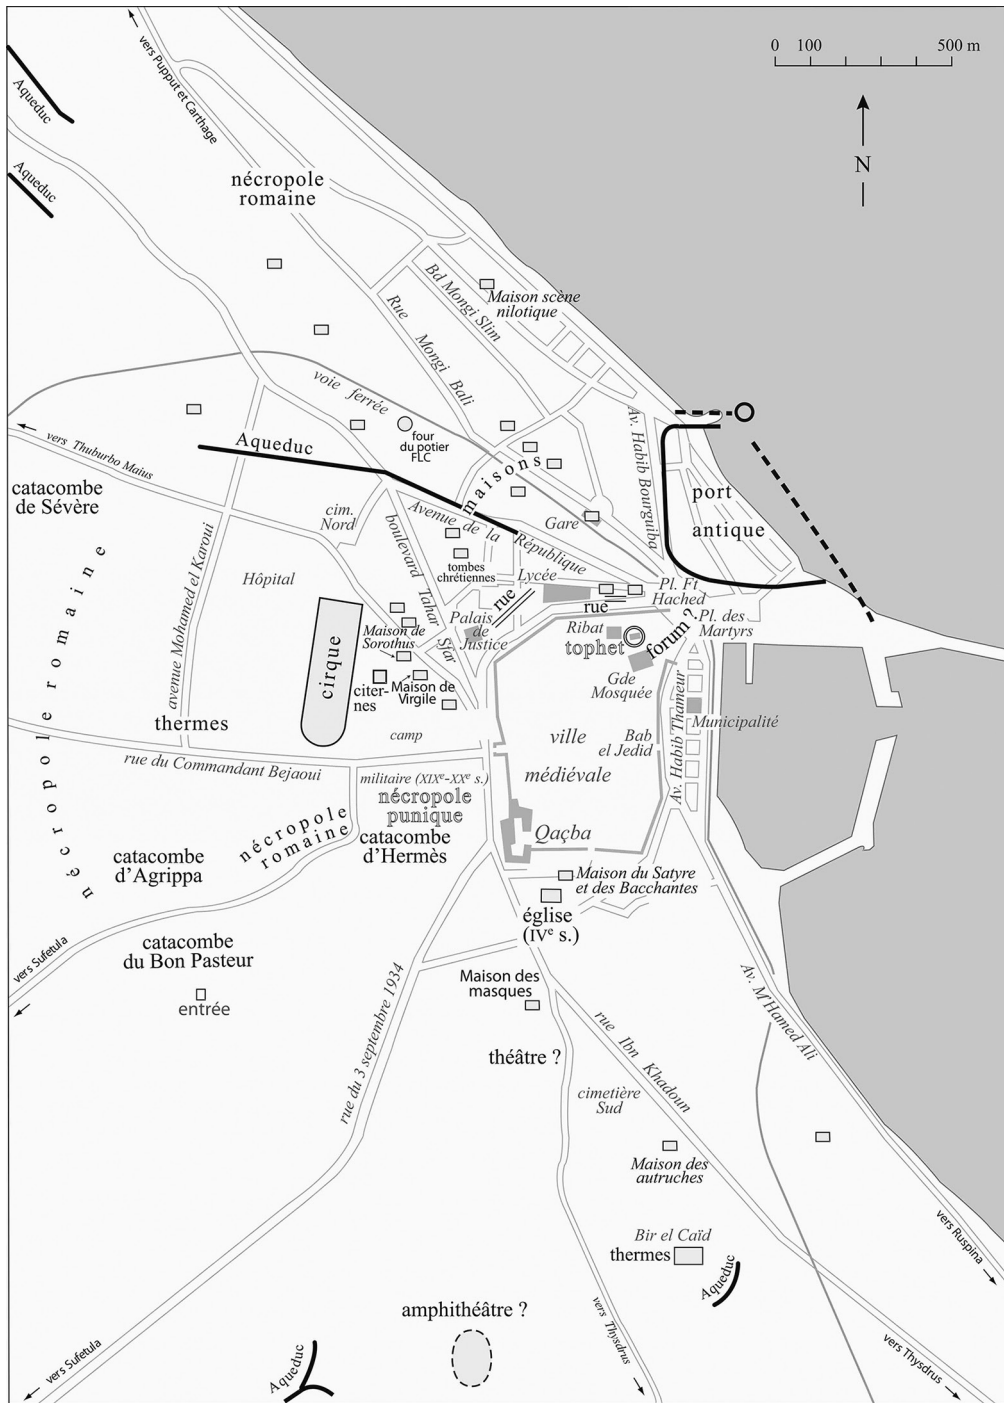 0 100 500 m
N
vers Pupput et Carthage
Aqueduc
Aqueduc
nécropole
romaine
Bd Mongi Slim
Maison scène
nilotique
Rue Mongi Bali
voie ferrée
four
du potier
FLC
Av. Habib Bourguiba
vers Thuburbo Maius
Aqueduc
maisons
catacombe
de Sévère
port
antique
cim.
Nord
Avenue de la République
Gare
boulevard Tahar Sfar
tombes
chrétiennes
Lycée
avenue Mohamed el Karoui
Hôpital
nécropole romaine
rue
rue
Pl. Ft
Hached
Palais
de
Justice
Ribat
tophet
forum ?
Pl. des
Martyrs
Maison de
Sorothus
cirque
citer-
nes
Maison de
Virgile
Gde
Mosquée
thermes
camp
ville
médiévale
Bab
el Jedid
Av. Habib Thameur
Municipalité
rue du Commandant Bejaoui
militaire (XIXe-XXe s.)
nécropole
punique
catacombe
d'Hermès
nécropole
romaine
Qaçba
catacombe
d'Agrippa
Maison du Satyre
et des Bacchantes
église
(IVe s.)
vers Sufetula
catacombe
du Bon Pasteur
entrée
Maison des
masques
rue du 3 septembre 1934
Av. M'Hamed Ali
théâtre ?
rue Ibn Khadoun
cimetière
Sud
Maison des
autruches
Bir el Caïd
thermes
Aqueduc
vers Ruspina
amphithéâtre ?
vers Thysdrus
vers Thysdrus
vers Sufetula
Aqueduc